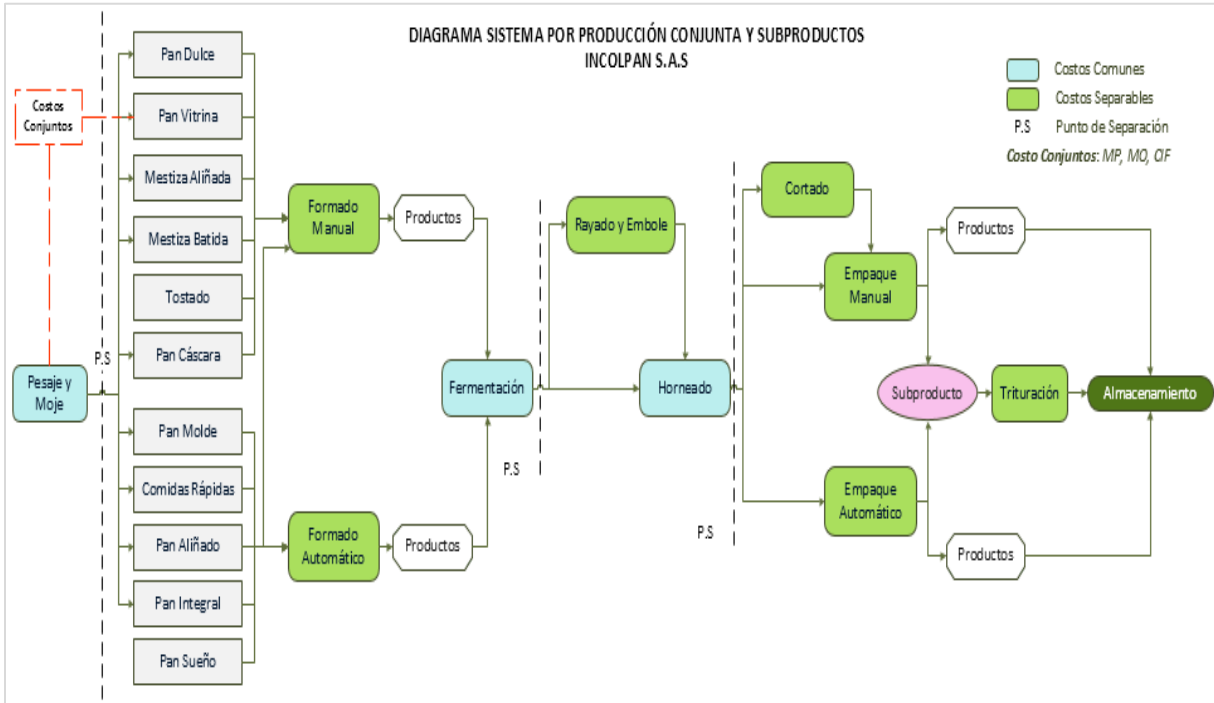 DIAGRAMA SISTEMA POR PRODUCCIÓN CONJUNTA Y SUBPRODUCTOS
INCOLPAN S.A.S
Costos Comunes
Costos Separables
P.S Punto de Separación
Costo Conjuntos: MP, MO, CIF
Costos
Conjuntos
Pesaje y
Moje
P.S
Pan Dulce
Pan Vitrina
Mestiza Aliñada
Mestiza Batida
Tostado
Pan Cáscara
Pan Molde
Comidas Rápidas
Pan Aliñado
Pan Integral
Pan Sueño
Formado
Manual
Productos
Formado
Automático
Productos
Fermentación
P.S
Rayado y Embole
Horneado
P.S
Cortado
Empaque
Manual
Productos
Subproducto
Trituración
Almacenamiento
Empaque
Automático
Productos